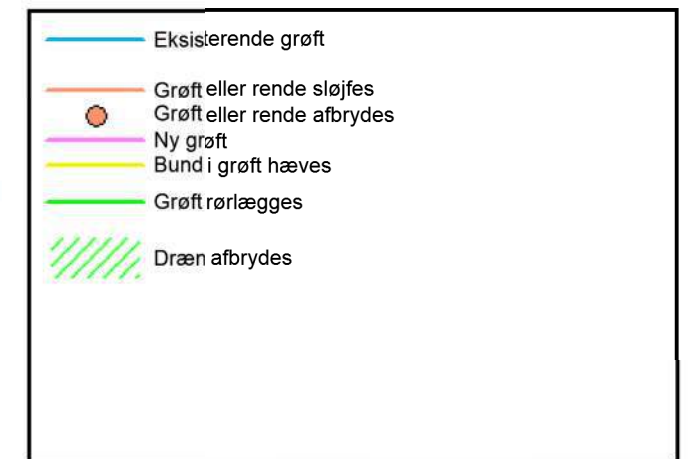 Eksisterende grøft
Grøft eller rende sløjfes
Grøft eller rende afbrydes
Ny grøft
Bund i grøft hæves
Grøft rørlægges
Dræn afbrydes